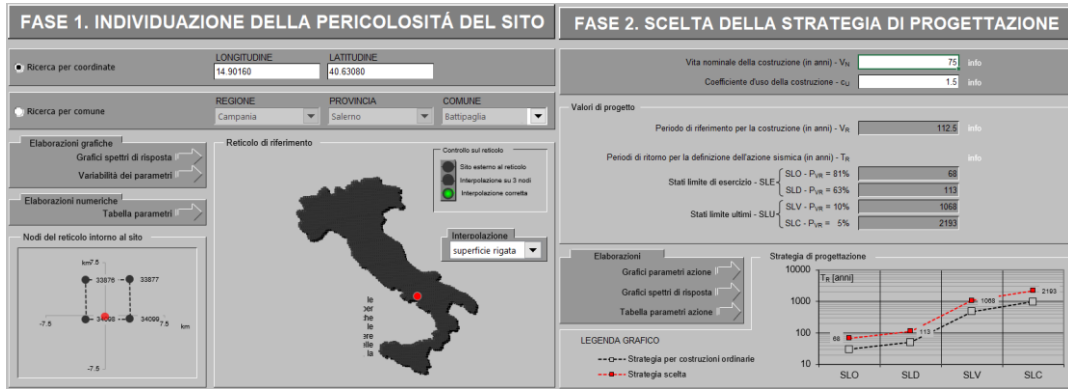 FASE 1. INDIVIDUAZIONE DELLA PERICOLOSITÁ DEL SITO
Ricerca per coordinate
LONGITUDINE
LATITUDINE
14.90160
40.63080
Ricerca per comune
REGIONE
PROVINCIA
COMUNE
Campania
Salerno
Battipaglia
Elaborazioni grafiche
Grafici spettri di risposta
Variabilità dei parametri
Elaborazioni numeriche
Tabella parametri
Nodi del reticolo intorno al sito
km
7.5
33876
33877
34098
34099
-7.5
7.5
km
-7.5
Reticolo di riferimento
Controllo sul reticolo
Sito esterno al reticolo
Interpolazione su 3 nodi
Interpolazione corretta
Interpolazione
superficie rigata
le
per
che
le
ere
elle
la
FASE 2. SCELTA DELLA STRATEGIA DI PROGETTAZIONE
Vita nominale della costruzione (in anni) - VN
75
info
Coefficiente d'uso della costruzione - cU
1.5
info
Valori di progetto
Periodo di riferimento per la costruzione (in anni) - VR
112.5
info
Periodi di ritorno per la definizione dell'azione sismica (in anni) - TR
info
Stati limite di esercizio - SLE
SLO - PVR = 81%
68
SLD - PVR = 63%
113
Stati limite ultimi - SLU
SLV - PVR = 10%
1068
SLC - PVR = 5%
2193
Elaborazioni
Grafici parametri azione
Grafici spettri di risposta
Tabella parametri azione
LEGENDA GRAFICO
Strategia per costruzioni ordinarie
Strategia scelta
Strategia di progettazione
TR [anni]
10000
1000
100
10
68
113
1068
2193
SLO
SLD
SLV
SLC